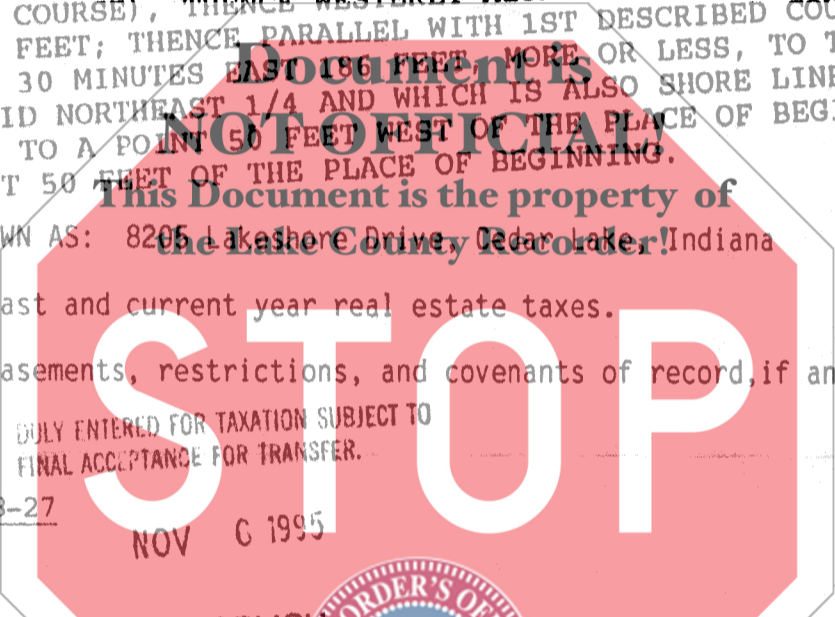 COURSE), THENCE WESTERLY
FEET; THENCE PARALLEL WITH 1ST DESCRIBED COU
30 MINUTES EAST 186 FEET, MORE OR LESS, TO T
ID NORTHEAST 1/4 AND WHICH IS ALSO SHORE LINE
TO A POINT 50 FEET WEST OF THE PLACE OF BEG
T 50 FEET OF THE PLACE OF BEGINNING.
Document is
NOT OFFICIAL!
This Document is the property of
the Lake County Recorder!
WN AS: 8205 Lakeshore Drive, Cedar Lake, Indiana
ast and current year real estate taxes.
asements, restrictions, and covenants of record,if an
STOP
DULY ENTERED FOR TAXATION SUBJECT TO
FINAL ACCEPTANCE FOR TRANSFER.
-27
NOV 6 1995
ORDER'S OF